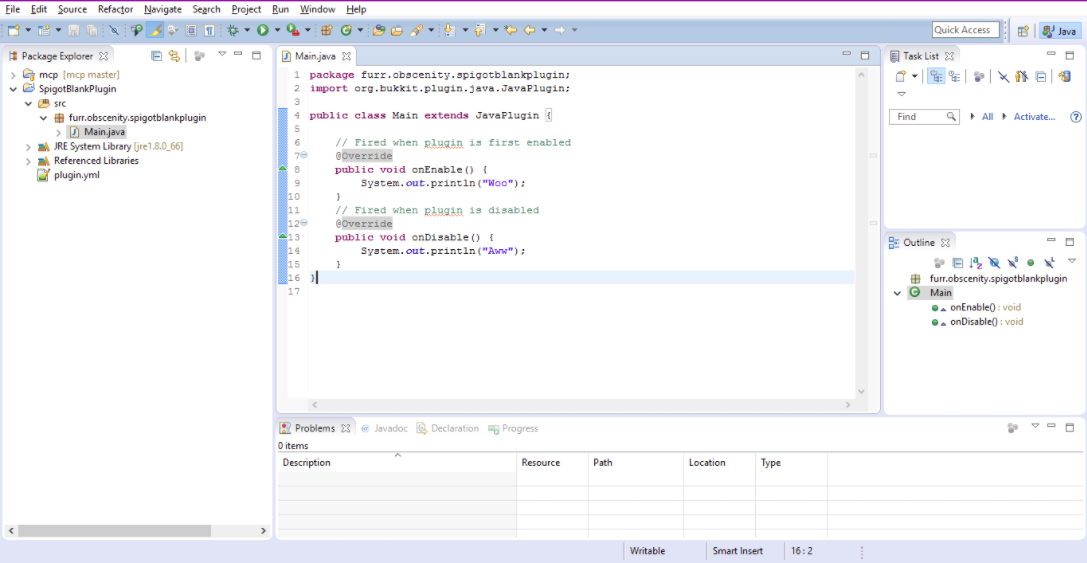 File Edit Source Refactor Navigate Search Project Run Window Help
Quick Access
Java
Package Explorer
mcp [mcp master]
SpigotBlankPlugin
src
furr.obscenity.spigotblankplugin
Main.java
JRE System Library [jre1.8.0_66]
Referenced Libraries
plugin.yml
Main.java
1 package furr.obscenity.spigotblankplugin;
2 import org.bukkit.plugin.java.JavaPlugin;
3
4 public class Main extends JavaPlugin {
5
6 // Fired when plugin is first enabled
7 @Override
8 public void onEnable() {
9 System.out.println("Woo");
10 }
11 // Fired when plugin is disabled
12 @Override
13 public void onDisable() {
14 System.out.println("Aww");
15 }
16 }
17
Task List
Find All Activate...
Outline
furr.obscenity.spigotblankplugin
Main
onEnable() : void
onDisable() : void
Problems Javadoc Declaration Progress
0 items
Description Resource Path Location Type
Writable Smart Insert 16 : 2